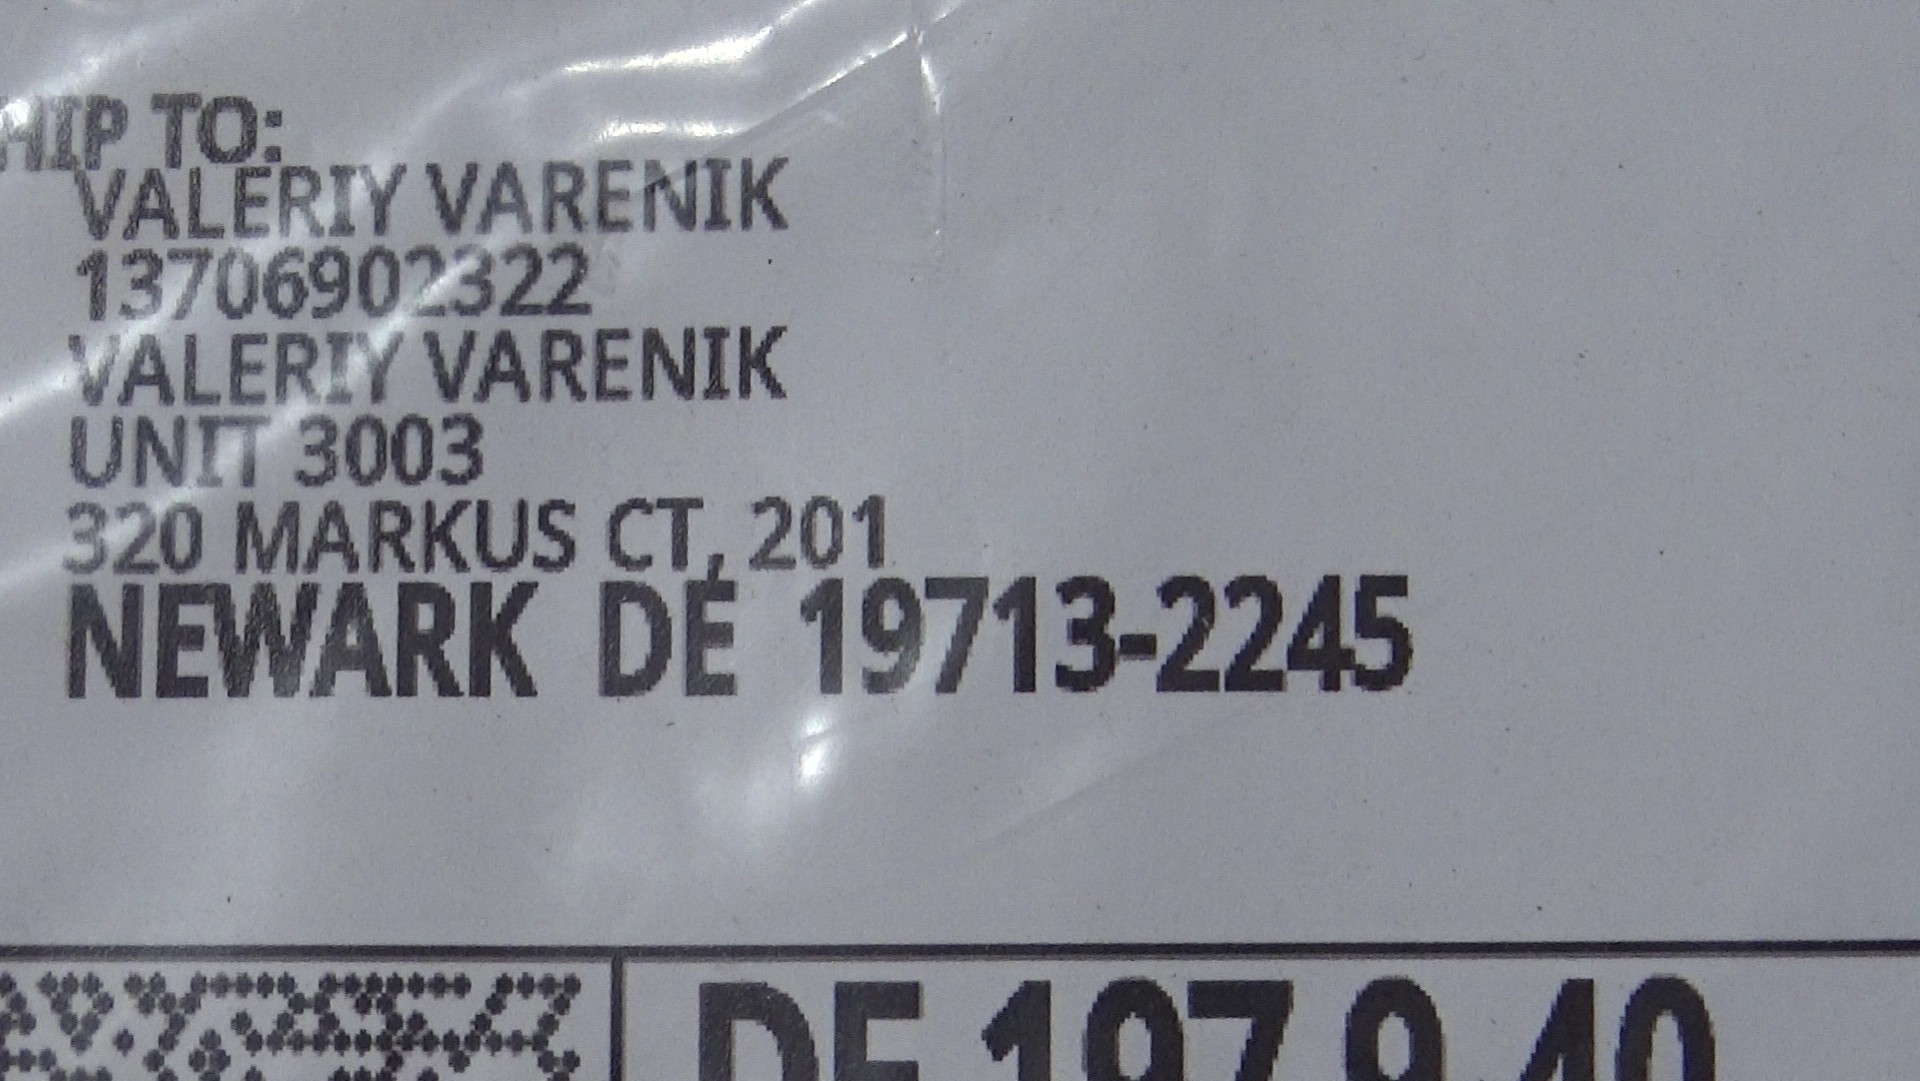 HIP TO:
VALERIY VARENIK
13706902322
VALERIY VARENIK
UNIT 3003
320 MARKUS CT, 201
NEWARK DE 19713-2245
DE 197 9-40